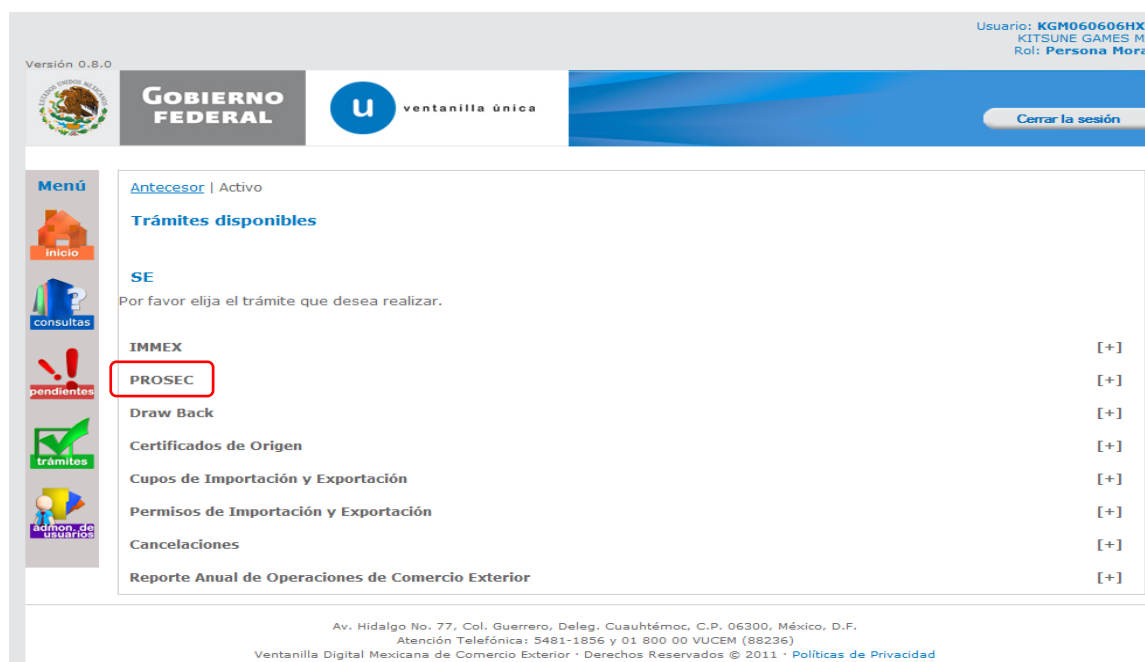 Usuario: KGM060606HX
KITSUNE GAMES M
Rol: Persona Mora
Versión 0.8.0
ESTADOS UNIDOS MEXICANOS
GOBIERNO
FEDERAL
u
ventanilla única
Cerrar la sesión
Menú
Antecesor | Activo
Trámites disponibles
inicio
SE
Por favor elija el trámite que desea realizar.
?
consultas
IMMEX [+]
PROSEC [+]
pendientes
Draw Back [+]
Certificados de Origen [+]
trámites
Cupos de Importación y Exportación [+]
Permisos de Importación y Exportación [+]
admon. de
usuarios
Cancelaciones [+]
Reporte Anual de Operaciones de Comercio Exterior [+]
Av. Hidalgo No. 77, Col. Guerrero, Deleg. Cuauhtémoc, C.P. 06300, México, D.F.
Atención Telefónica: 5481-1856 y 01 800 00 VUCEM (88236)
Ventanilla Digital Mexicana de Comercio Exterior · Derechos Reservados © 2011 · Políticas de Privacidad